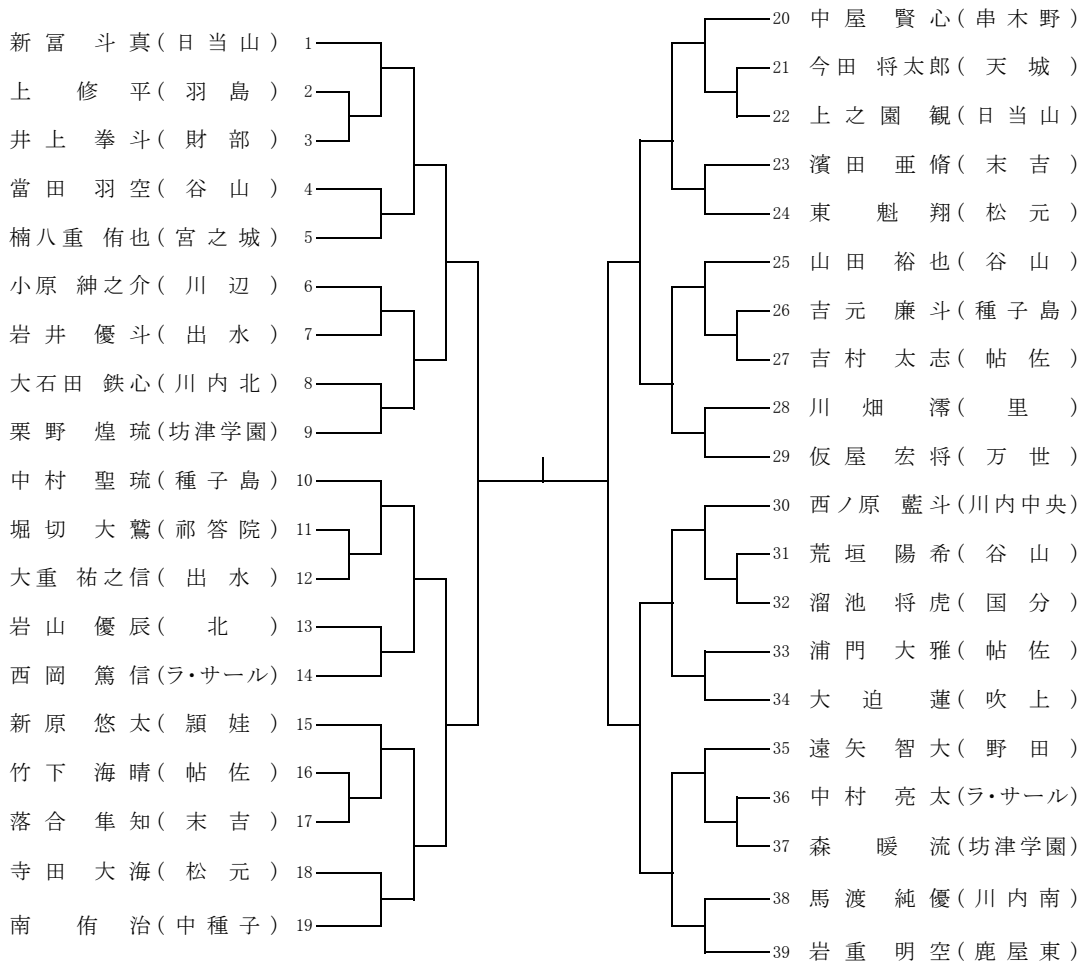 新冨 斗真(日当山) 1
上 修平(羽島) 2
井上 拳斗(財部) 3
當田 羽空(谷山) 4
楠八重 侑也(宮之城) 5
小原 紳之介(川辺) 6
岩井 優斗(出水) 7
大石田 鉄心(川内北) 8
栗野 煌琉(坊津学園) 9
中村 聖琉(種子島) 10
堀切 大鷲(祁答院) 11
大重 祐之信(出水) 12
岩山 優辰(北) 13
西岡 篤信(ラ・サール) 14
新原 悠太(頴娃) 15
竹下 海晴(帖佐) 16
落合 隼知(末吉) 17
寺田 大海(松元) 18
南 侑治(中種子) 19
20 中屋 賢心(串木野)
21 今田 将太郎(天城)
22 上之園 観(日当山)
23 濱田 亜脩(末吉)
24 東 魁翔(松元)
25 山田 裕也(谷山)
26 吉元 廉斗(種子島)
27 吉村 太志(帖佐)
28 川畑 澪(里)
29 仮屋 宏将(万世)
30 西ノ原 藍斗(川内中央)
31 荒垣 陽希(谷山)
32 溜池 将虎(国分)
33 浦門 大雅(帖佐)
34 大迫 蓮(吹上)
35 遠矢 智大(野田)
36 中村 亮太(ラ・サール)
37 森 暖流(坊津学園)
38 馬渡 純優(川内南)
39 岩重 明空(鹿屋東)